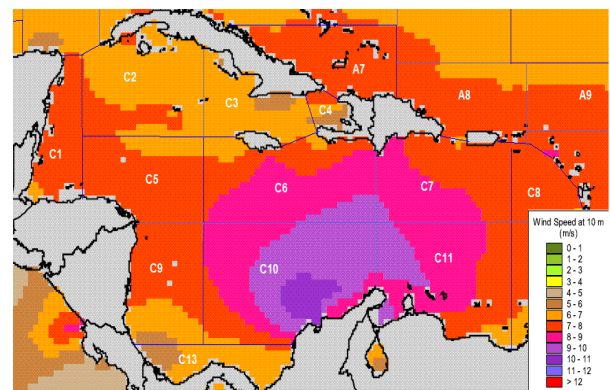 C2
A7
C3
C4
A8
A9
C1
C5
C6
C7
C8
C9
C10
C11
C13
Wind Speed at 10 m
(m/s)
0 - 1
1 - 2
2 - 3
3 - 4
4 - 5
5 - 6
6 - 7
7 - 8
8 - 9
9 - 10
10 - 11
11 - 12
> 12